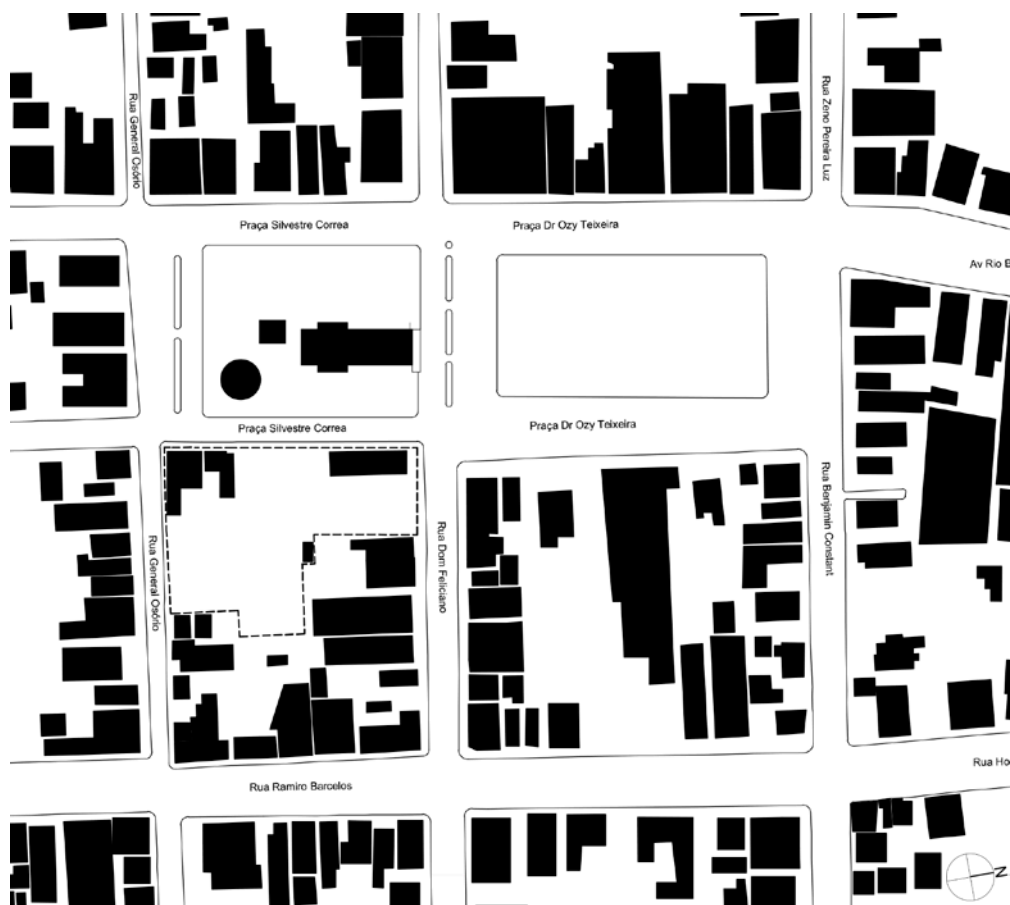 Rua General Osório
Rua Zeno Pereira Luz
Praça Silvestre Correa
Praça Dr Ozy Teixeira
Av Rio B
Praça Silvestre Correa
Praça Dr Ozy Teixeira
Rua General Osório
Rua Dom Feliciano
Rua Benjamin Constant
Rua Ramiro Barcelos
Rua Ho
N